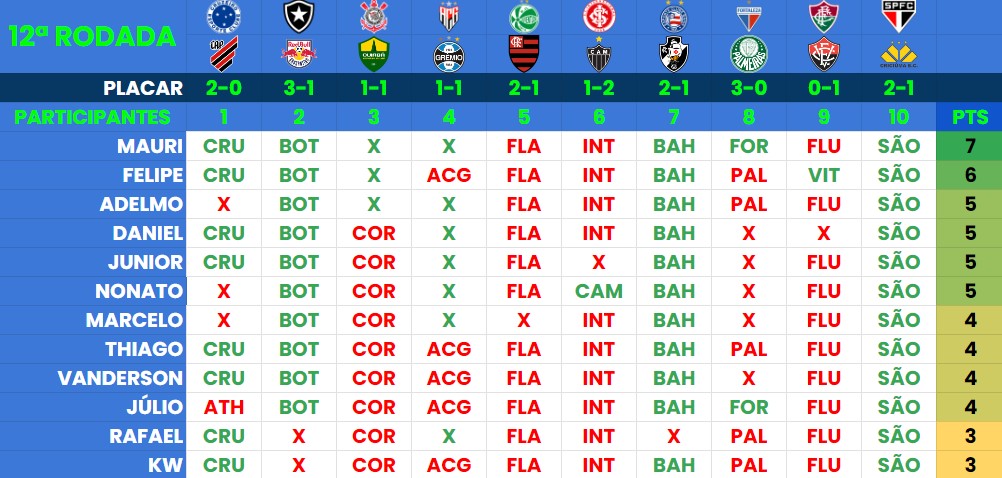 12ª RODADA
PLACAR 2-0 3-1 1-1 1-1 2-1 1-2 2-1 3-0 0-1 2-1
PARTICIPANTES 1 2 3 4 5 6 7 8 9 10 PTS
MAURI CRU BOT X X FLA INT BAH FOR FLU SÃO 7
FELIPE CRU BOT X ACG FLA INT BAH PAL VIT SÃO 6
ADELMO X BOT X X FLA INT BAH PAL FLU SÃO 5
DANIEL CRU BOT COR X FLA INT BAH X X SÃO 5
JUNIOR CRU BOT COR X FLA X BAH X FLU SÃO 5
NONATO X BOT COR X FLA CAM BAH X FLU SÃO 5
MARCELO X BOT COR X X INT BAH X FLU SÃO 4
THIAGO CRU BOT COR ACG FLA INT BAH PAL FLU SÃO 4
VANDERSON CRU BOT COR ACG FLA INT BAH X FLU SÃO 4
JÚLIO ATH BOT COR ACG FLA INT BAH FOR FLU SÃO 4
RAFAEL CRU X COR X FLA INT X PAL FLU SÃO 3
KW CRU X COR ACG FLA INT BAH PAL FLU SÃO 3